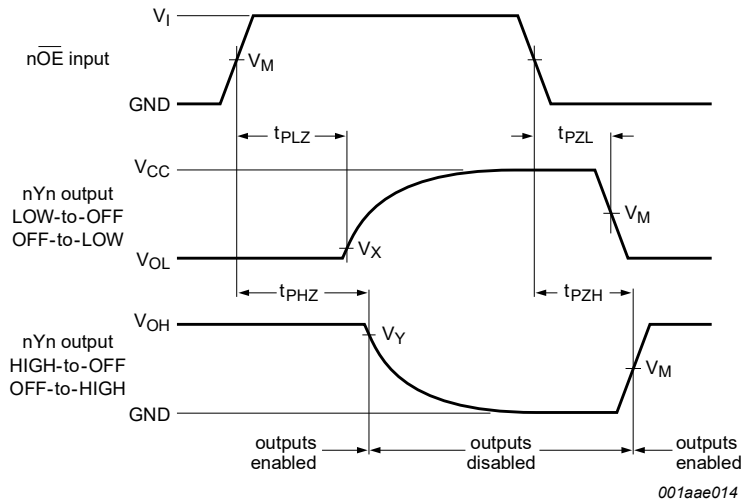 V_I
nOE input
V_M
GND
t_PLZ
t_PZL
V_CC
nYn output
LOW-to-OFF
OFF-to-LOW
V_M
V_X
V_OL
t_PHZ
t_PZH
V_OH
nYn output
HIGH-to-OFF
OFF-to-HIGH
V_Y
V_M
GND
outputs
enabled
outputs
disabled
outputs
enabled
001aae014